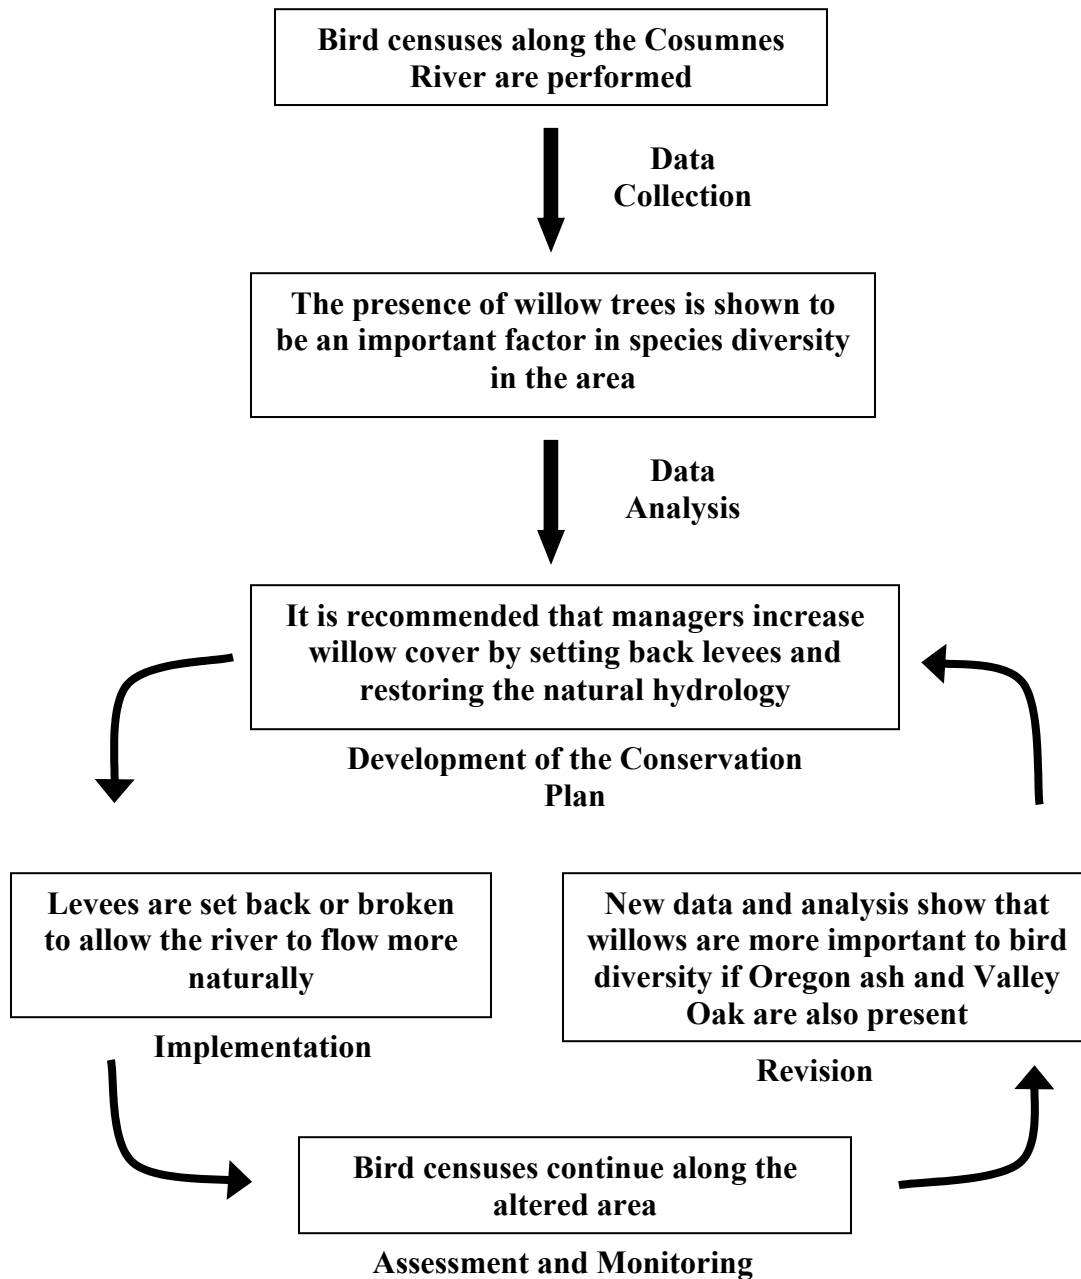 Bird censuses along the Cosumnes
River are performed
Data
Collection
The presence of willow trees is shown to
be an important factor in species diversity
in the area
Data
Analysis
It is recommended that managers increase
willow cover by setting back levees and
restoring the natural hydrology
Development of the Conservation
Plan
Levees are set back or broken
to allow the river to flow more
naturally
Implementation
Bird censuses continue along the
altered area
Assessment and Monitoring
New data and analysis show that
willows are more important to bird
diversity if Oregon ash and Valley
Oak are also present
Revision